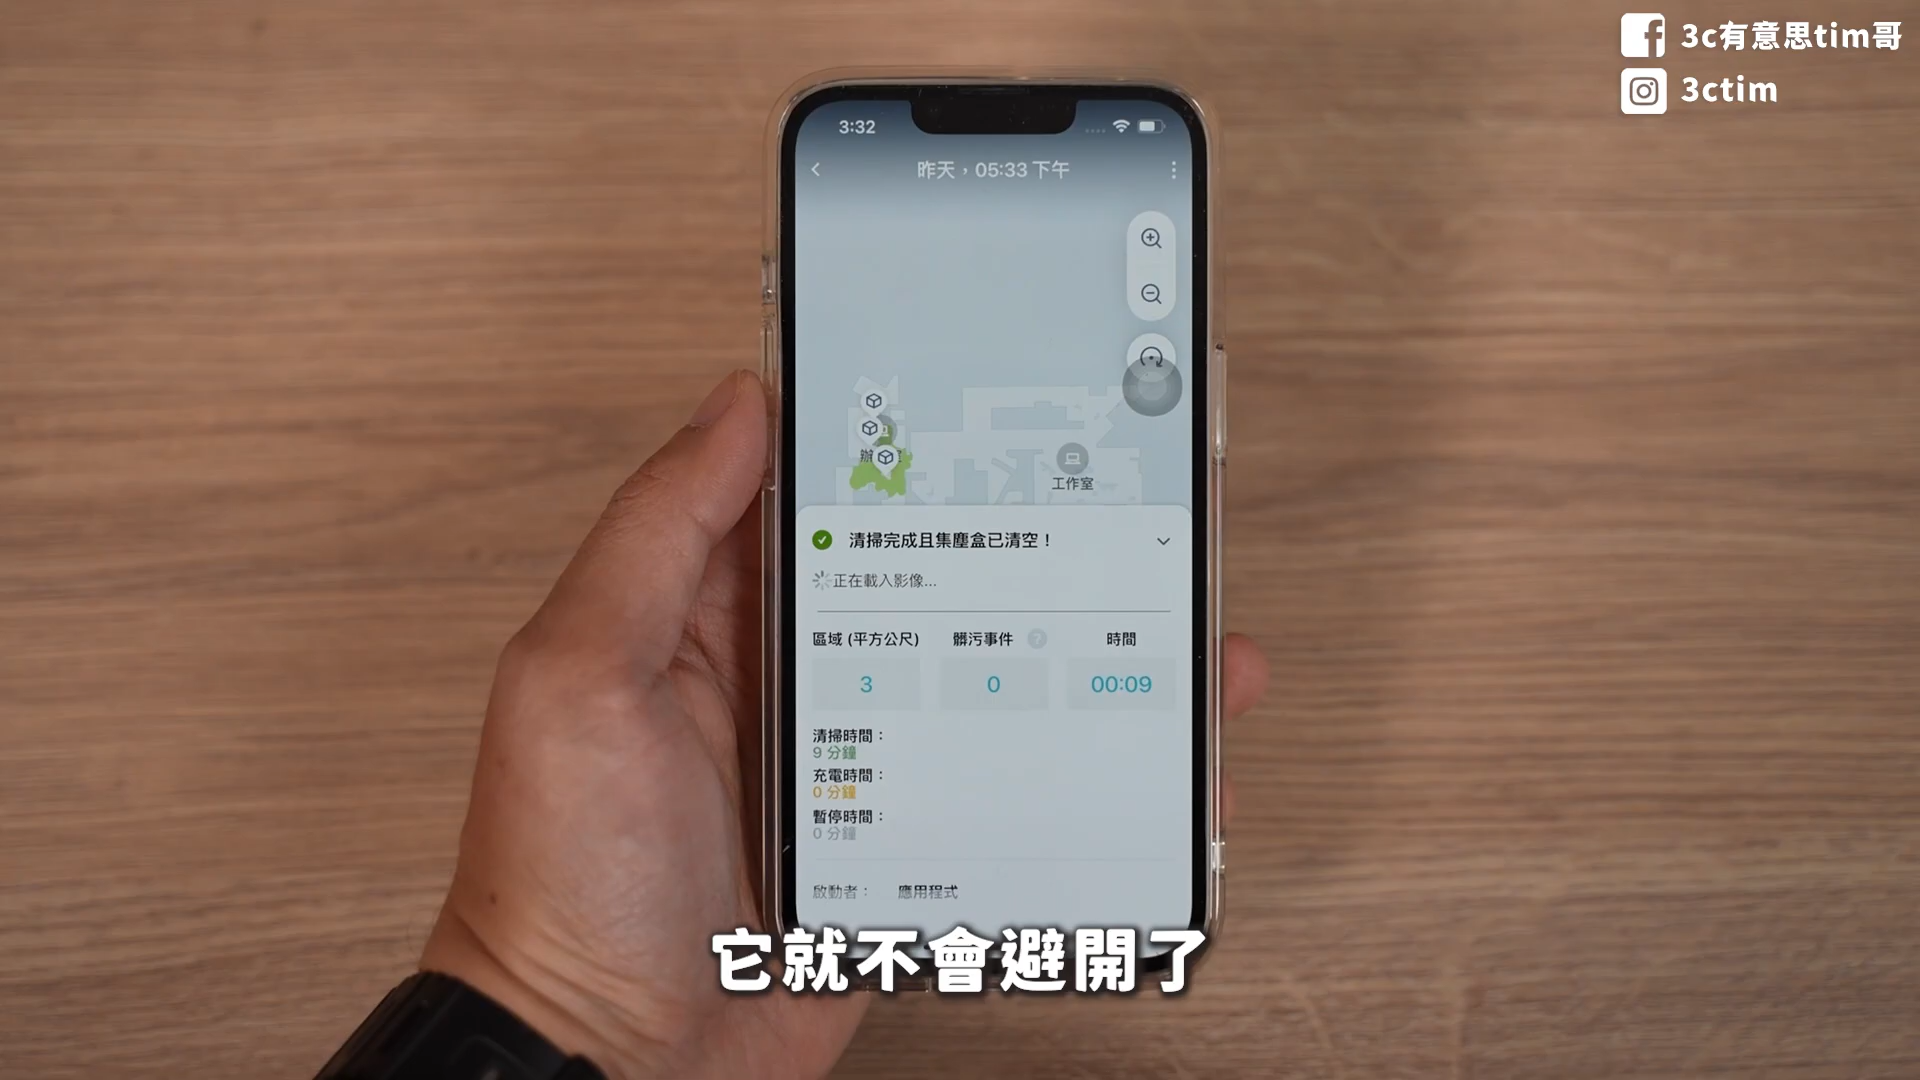 3c有意思tim哥
3ctim
3:32
昨天，05:33 下午
工作室
清掃完成且集塵盒已清空！
正在載入影像...
區域 (平方公尺)
髒污事件 ?
時間
3
0
00:09
清掃時間：
9 分鐘
充電時間：
0 分鐘
暫停時間：
0 分鐘
啟動者： 應用程式
它就不會避開了